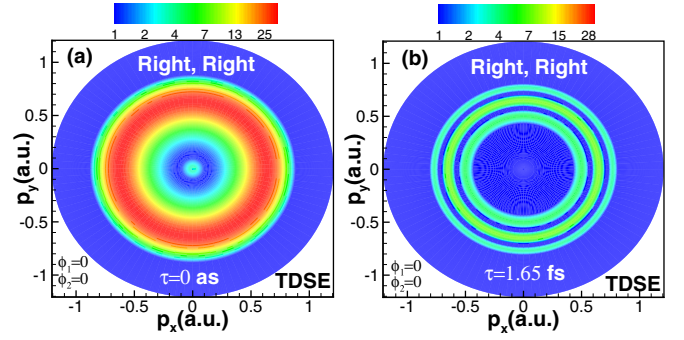 1 2 4 7 13 25
(a)
Right, Right
1
0.5
0
-0.5
-1
p_y(a.u.)
ϕ₁=0
ϕ₂=0
τ=0 as
TDSE
-1 -0.5 0 0.5 1
p_x(a.u.)
1 2 4 7 15 28
(b)
Right, Right
1
0.5
0
-0.5
-1
p_y(a.u.)
ϕ₁=0
ϕ₂=0
τ=1.65 fs
TDSE
-1 -0.5 0 0.5 1
p_x(a.u.)